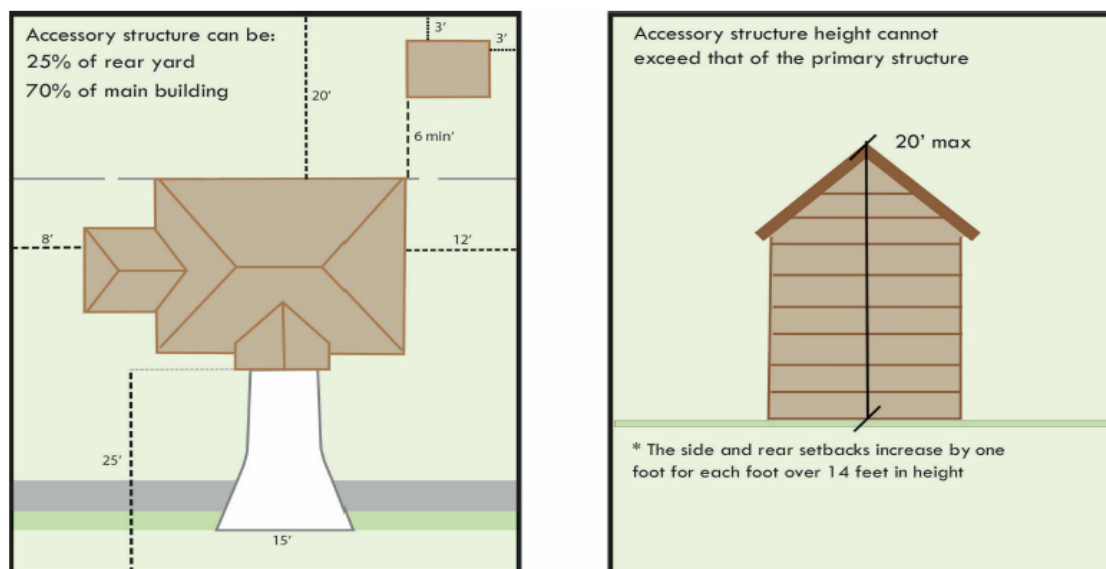 Accessory structure can be:
25% of rear yard
70% of main building
3'
3'
20'
6 min'
8'
12'
25'
15'
Accessory structure height cannot
exceed that of the primary structure
20' max
* The side and rear setbacks increase by one
foot for each foot over 14 feet in height